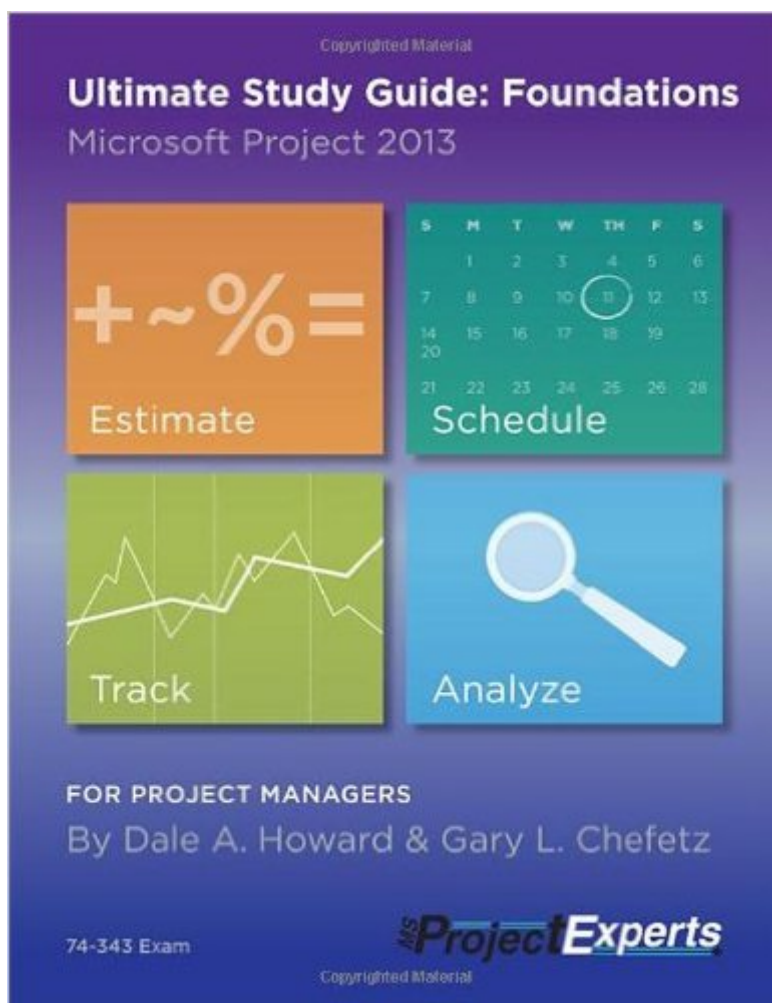 Copyrighted Material
Ultimate Study Guide: Foundations
Microsoft Project 2013
+~%=
Estimate
S M T W TH F S
1 2 3 4 5 6
7 8 9 10 11 12 13
14 15 16 17 18 19
20
21 22 23 24 25 26 28
Schedule
Track
Analyze
FOR PROJECT MANAGERS
By Dale A. Howard & Gary L. Chefetz
74-343 Exam
MSProjectExperts
Copyrighted Material